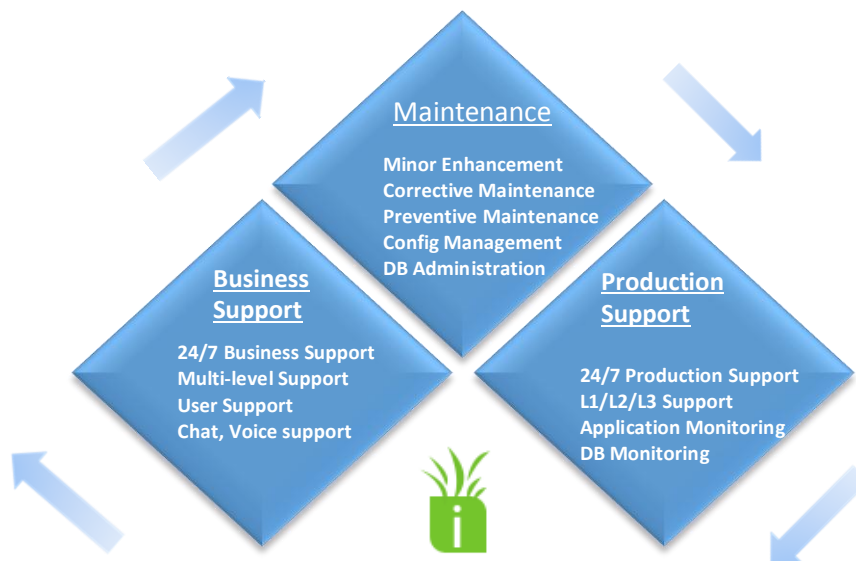 Maintenance
Minor Enhancement
Corrective Maintenance
Preventive Maintenance
Config Management
DB Administration
Business
Support
24/7 Business Support
Multi-level Support
User Support
Chat, Voice support
Production
Support
24/7 Production Support
L1/L2/L3 Support
Application Monitoring
DB Monitoring
i